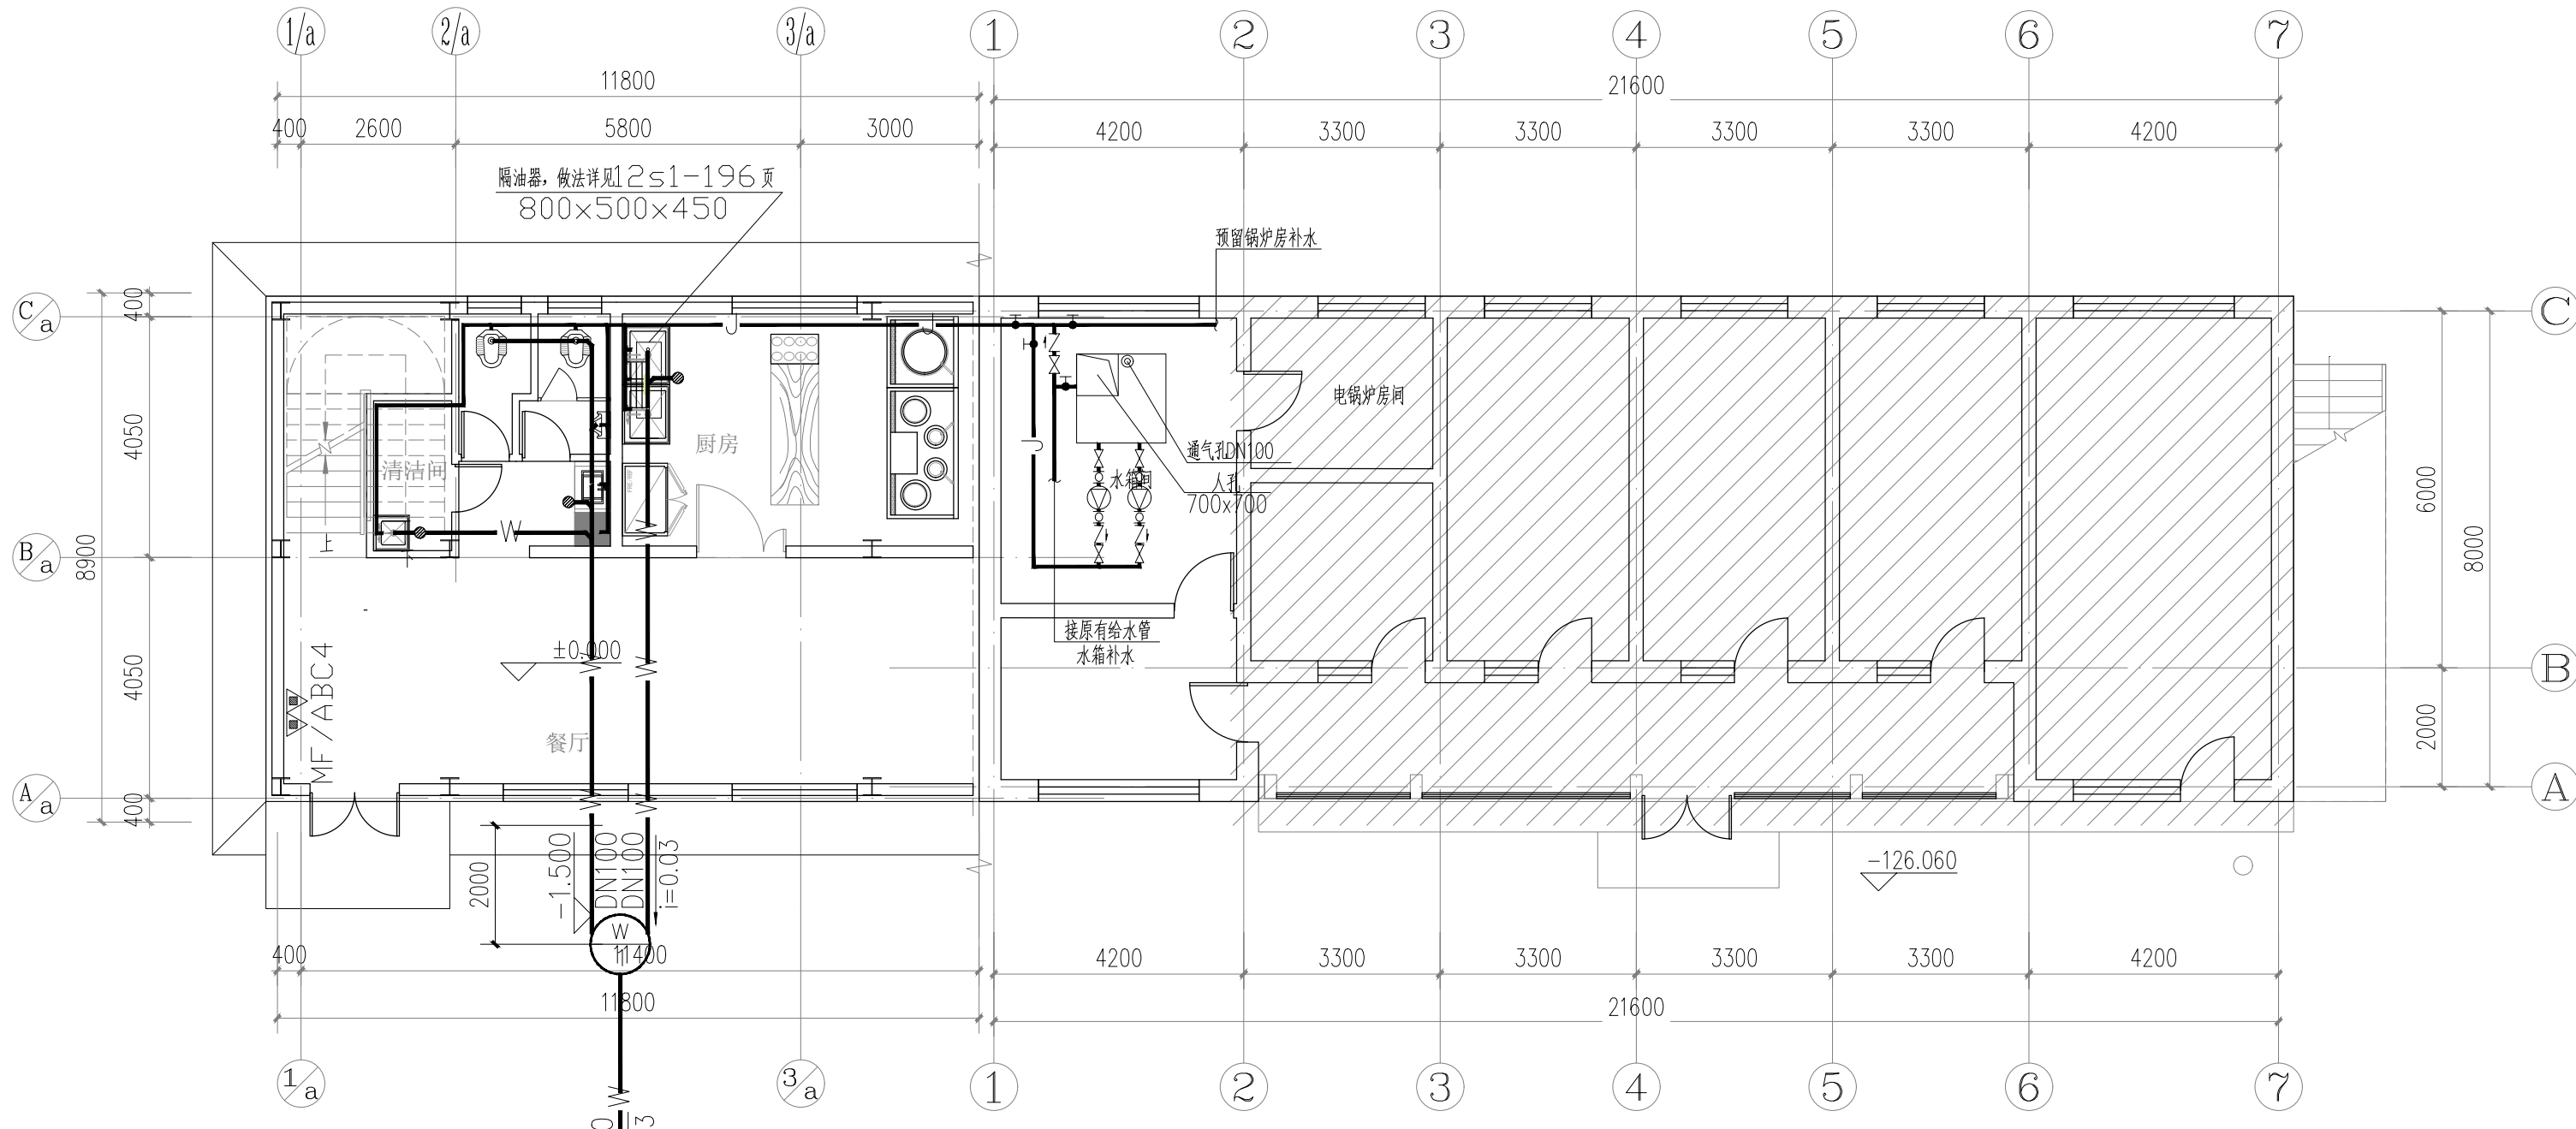 1/a 2/a 3/a 1 2 3 4 5 6 7
11800 21600
400 2600 5800 3000 4200 3300 3300 3300 3300 4200
隔油器，做法详见12s1-196页
800x500x450
预留锅炉房补水
C/a
C
400
J
J
电锅炉房间
厨房
4050
J
通气孔DN100
清洁间
水箱间
人孔
700x700
6000
上
W
B/a
8900
8000
接原有给水管
±0.000
水箱补水
W
W
B
4050
MF/ABC4
餐厅
2000
A/a
A
400
W
W
-1.500
DN100
DN100
i=0.03
2000
-126.060
W
1
400 11400 4200 3300 3300 3300 3300 4200
11800 21600
1/a 3/a 1 2 3 4 5 6 7
W